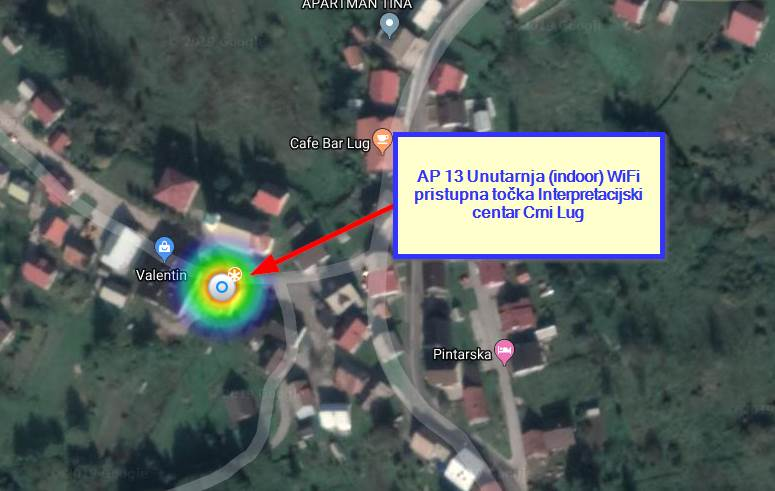 APARTMAN TINA
Cafe Bar Lug
AP 13 Unutarnja (indoor) WiFi
pristupna točka Interpretacijski
centar Crni Lug
Valentin
Pintarska